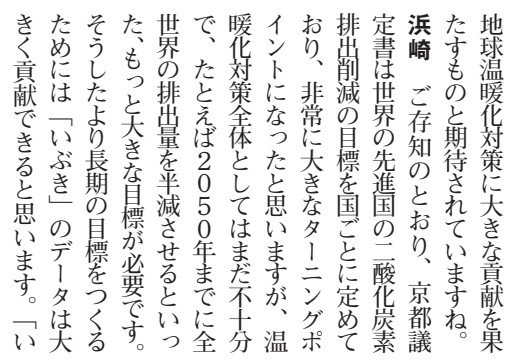 地球温暖化対策に大きな貢献を果
たすものと期待されていますね。
浜崎　ご存知のとおり、京都議
定書は世界の先進国の二酸化炭素
排出削減の目標を国ごとに定めて
おり、非常に大きなターニングポ
イントになったと思いますが、温
暖化対策全体としてはまだ不十分
で、たとえば2050年までに全
世界の排出量を半減させるといっ
た、もっと大きな目標が必要です。
そうしたより長期の目標をつくる
ためには「いぶき」のデータは大
きく貢献できると思います。「い